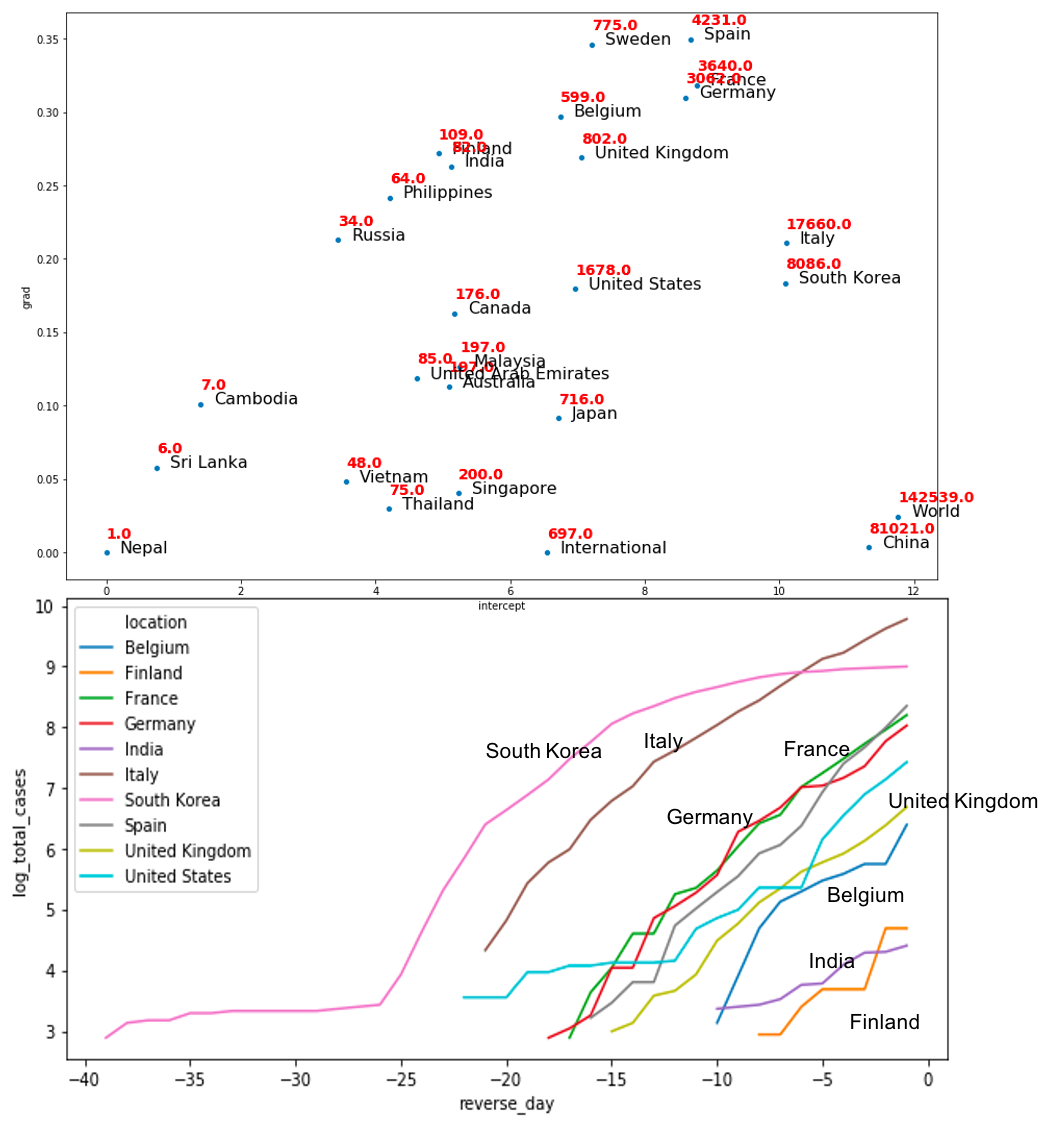 775.0
Sweden
4231.0
Spain
3640.0
France
3062.0
Germany
599.0
Belgium
802.0
United Kingdom
109.0
Finland
82.0
India
64.0
Philippines
34.0
Russia
17660.0
Italy
8086.0
South Korea
1678.0
United States
176.0
Canada
197.0
Malaysia
85.0
United Arab Emirates
197.0
Australia
7.0
Cambodia
716.0
Japan
6.0
Sri Lanka
48.0
Vietnam
75.0
Thailand
200.0
Singapore
142539.0
World
81021.0
China
1.0
Nepal
697.0
International
grad
0.35
0.30
0.25
0.20
0.15
0.10
0.05
0.00
0 2 4 6 8 10 12
intercept
log_total_cases
10
9
8
7
6
5
4
3
location
Belgium
Finland
France
Germany
India
Italy
South Korea
Spain
United Kingdom
United States
South Korea
Italy
France
Germany
United Kingdom
Belgium
India
Finland
−40 −35 −30 −25 −20 −15 −10 −5 0
reverse_day